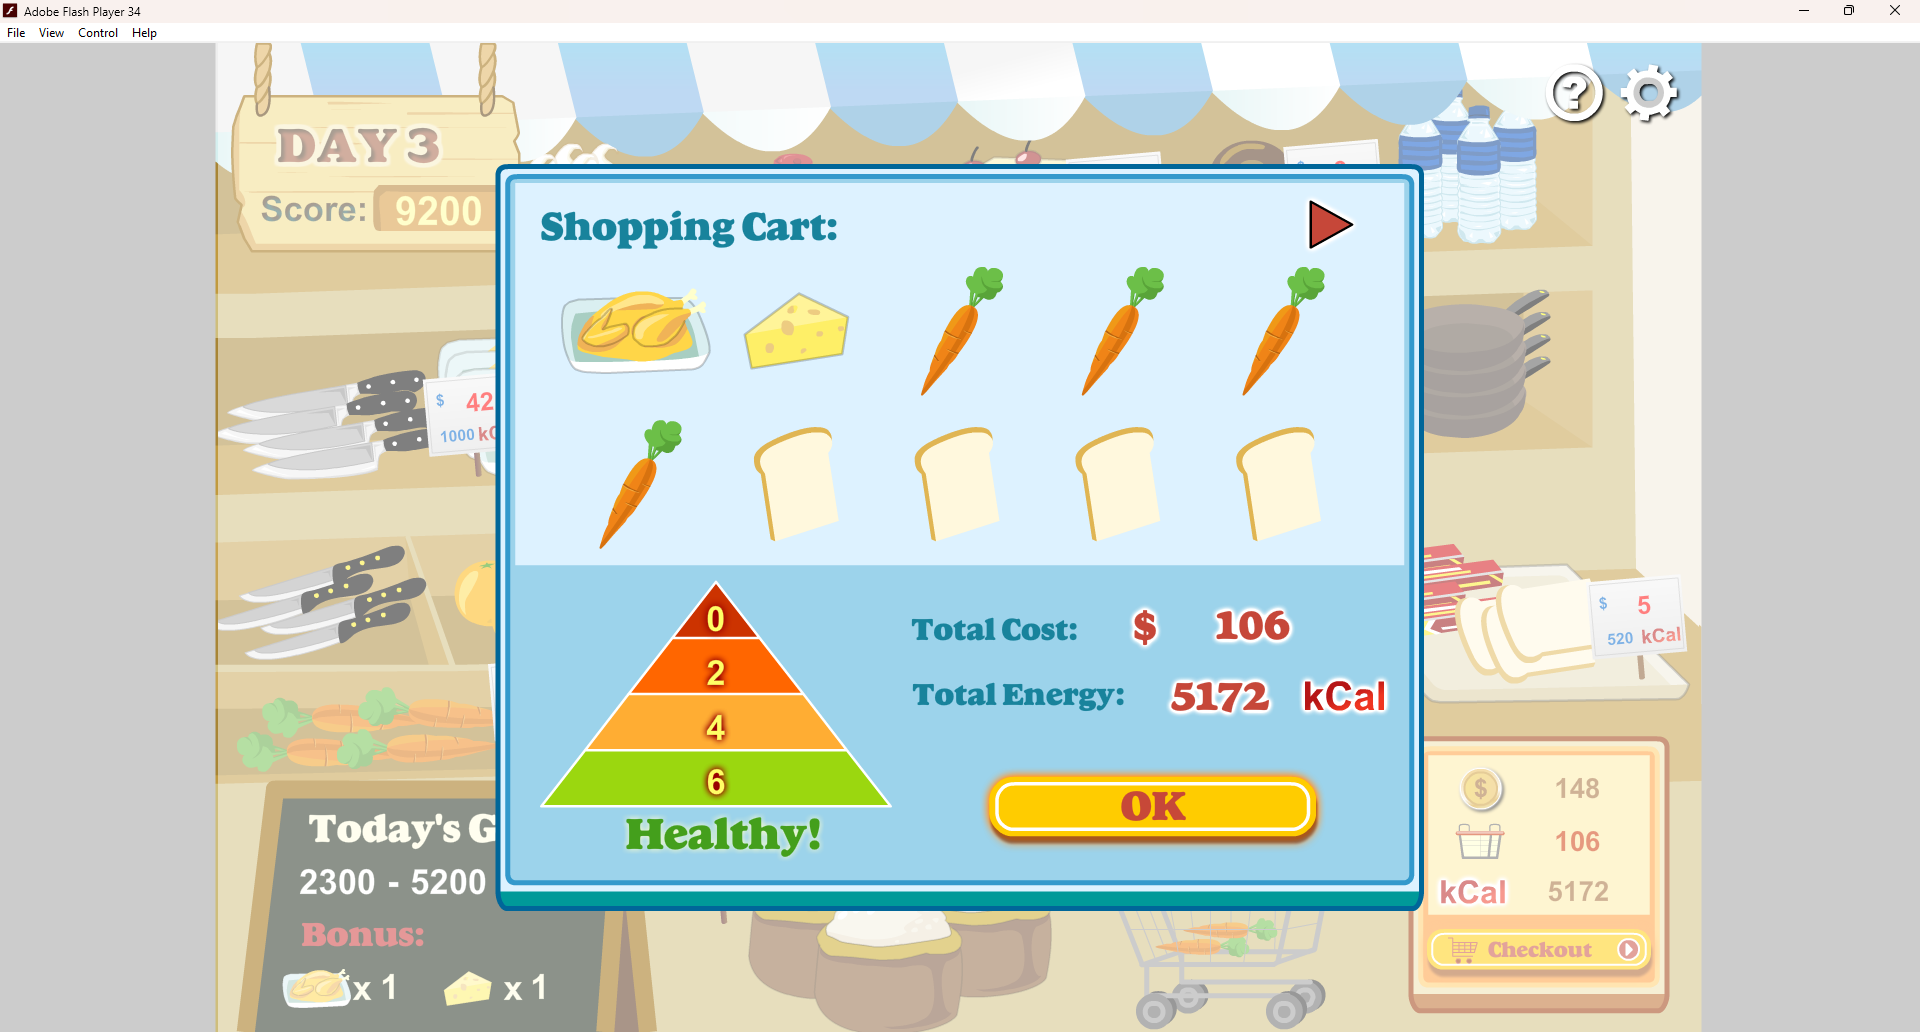 Adobe Flash Player 34
File View Control Help
DAY 3
Score: 9200
Shopping Cart:
$ 42
1000 kC
$ 5
520 kCal
0
2
4
6
Healthy!
Total Cost: $ 106
Total Energy: 5172 kCal
OK
Today's G
2300 - 5200
Bonus:
x 1 x 1
148
106
kCal 5172
Checkout